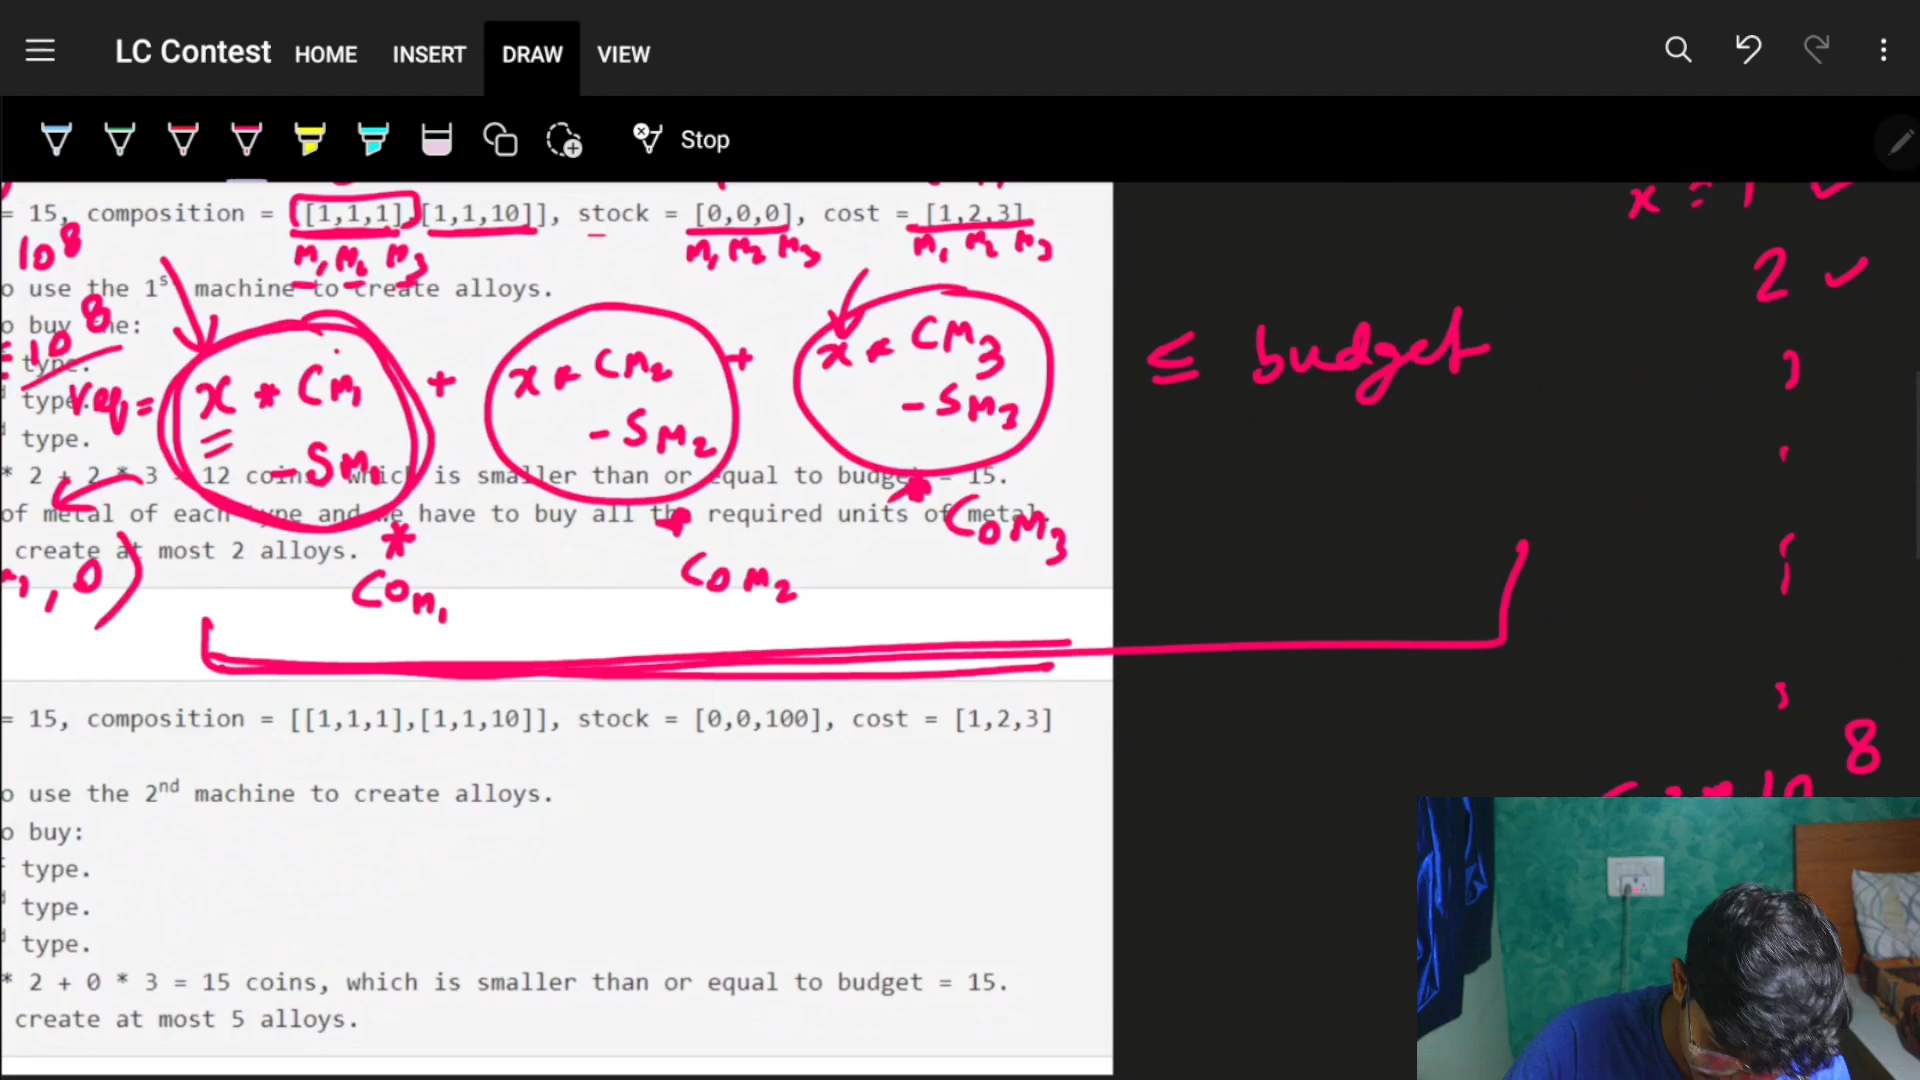 LC Contest HOME INSERT DRAW VIEW
Stop
= 15, composition = [[1,1,1],[1,1,10]], stock = [0,0,0], cost = [1,2,3]
M1 M2 M3 M1 M2 M3 M1 M2 M3
10^8
2 ✓
o use the 1st machine to create alloys.
o buy the:
10^8
type.
x * CM1 + x * CM2 + x * CM3 ≤ budget
req =
type.
- SM1 - SM2 - SM3
type.
* 2 + 2 * 3 = 12 coins, which is smaller than or equal to budget = 15.
of metal of each type and we have to buy all the required units of metal.
create at most 2 alloys.
, 0)
* COM1 * COM2 * COM3
= 15, composition = [[1,1,1],[1,1,10]], stock = [0,0,100], cost = [1,2,3]
8
o use the 2nd machine to create alloys.
o buy:
type.
type.
type.
* 2 + 0 * 3 = 15 coins, which is smaller than or equal to budget = 15.
create at most 5 alloys.